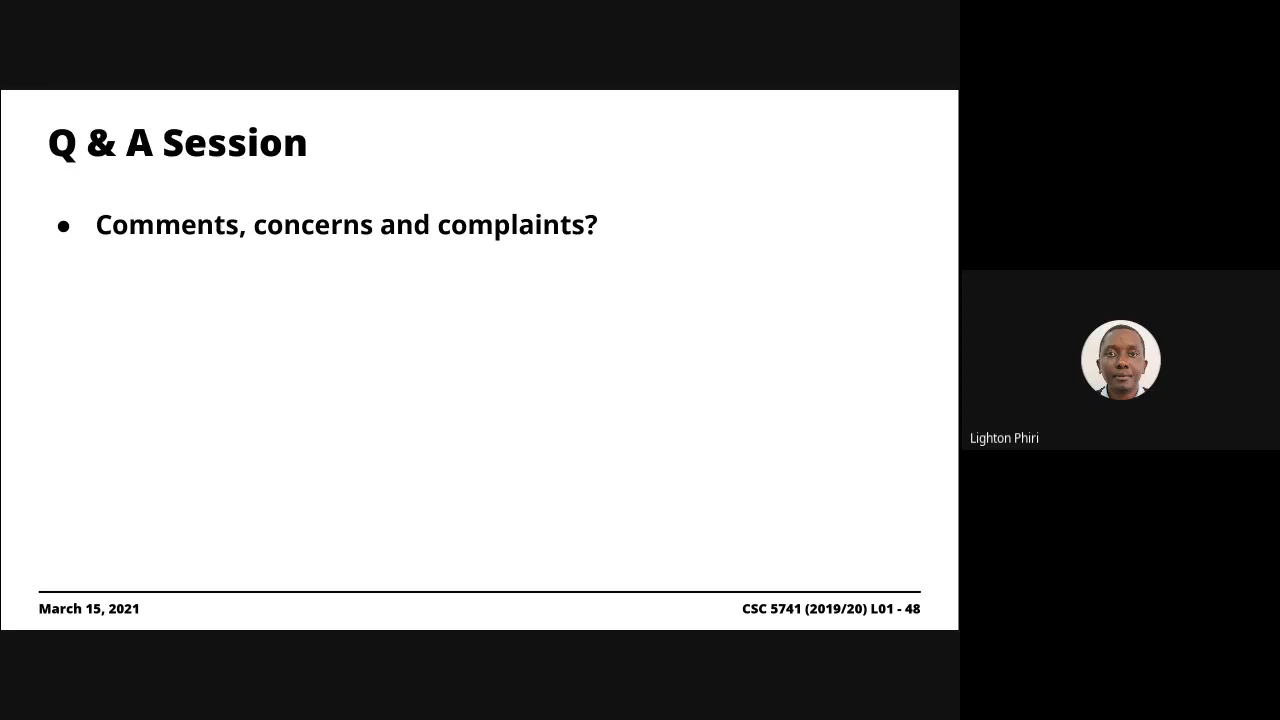 Q & A Session
● Comments, concerns and complaints?
Lighton Phiri
March 15, 2021
CSC 5741 (2019/20) L01 - 48